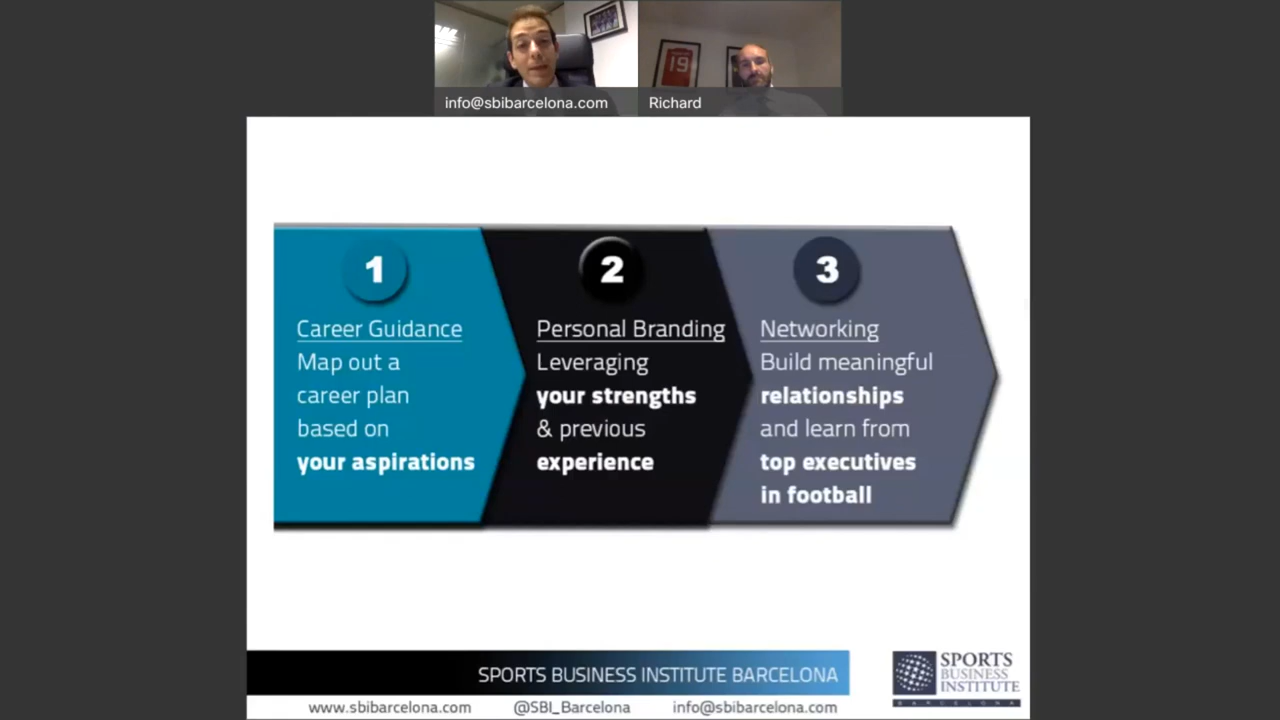 info@sbibarcelona.com
Richard
19
1
2
3
Career Guidance
Map out a
career plan
based on
your aspirations
Personal Branding
Leveraging
your strengths
& previous
experience
Networking
Build meaningful
relationships
and learn from
top executives
in football
SPORTS BUSINESS INSTITUTE BARCELONA
www.sbibarcelona.com
@SBI_Barcelona
info@sbibarcelona.com
SPORTS
BUSINESS
INSTITUTE
BARCELONA